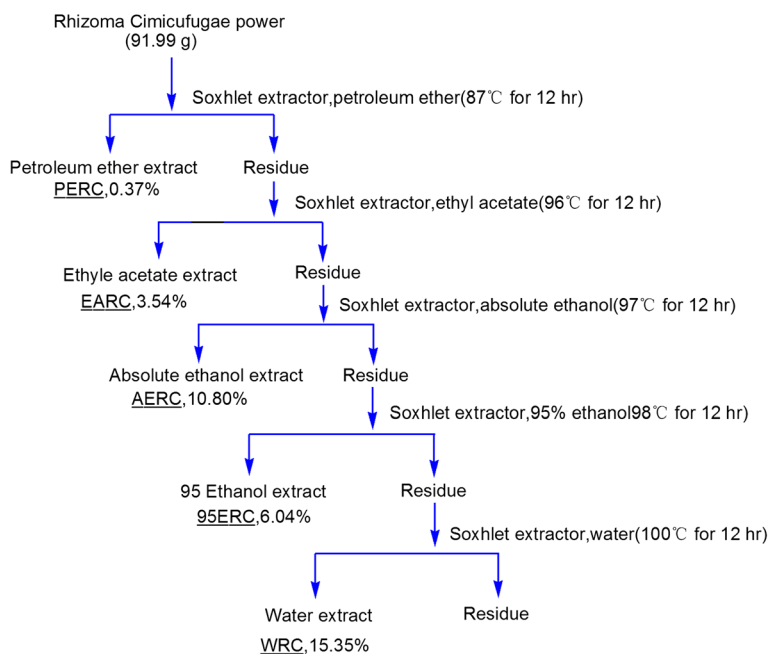 Rhizoma Cimicufugae power
(91.99 g)
Soxhlet extractor,petroleum ether(87℃ for 12 hr)
Petroleum ether extract
PERC,0.37%
Residue
Soxhlet extractor,ethyl acetate(96℃ for 12 hr)
Ethyle acetate extract
EARC,3.54%
Residue
Soxhlet extractor,absolute ethanol(97℃ for 12 hr)
Absolute ethanol extract
AERC,10.80%
Residue
Soxhlet extractor,95% ethanol98℃ for 12 hr)
95 Ethanol extract
95ERC,6.04%
Residue
Soxhlet extractor,water(100℃ for 12 hr)
Water extract
WRC,15.35%
Residue